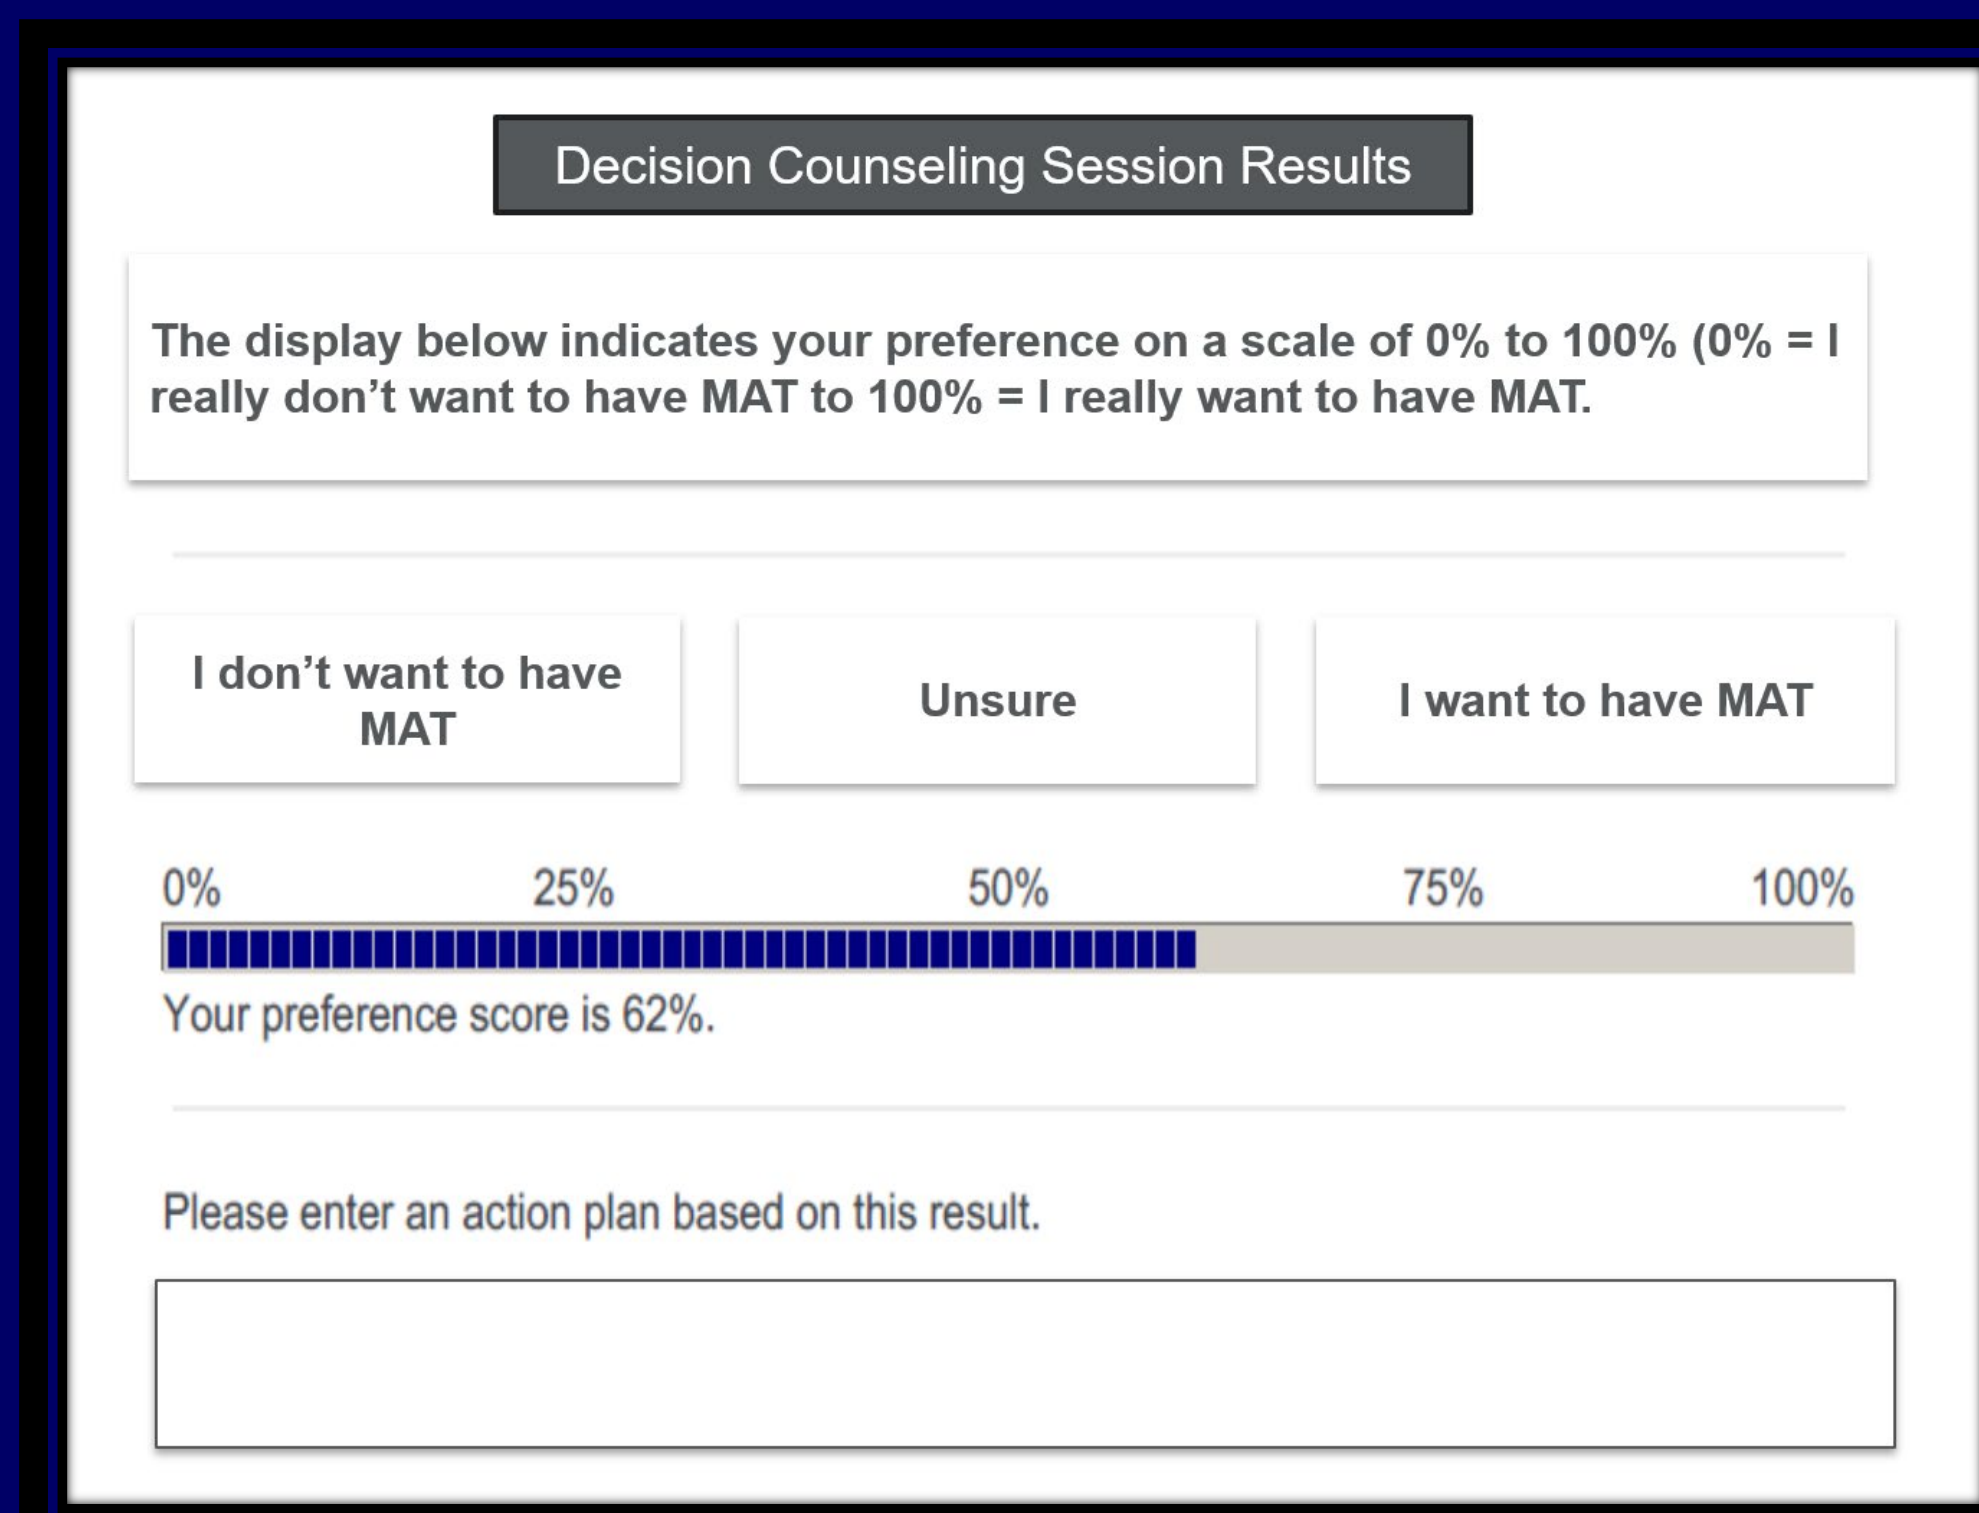 Decision Counseling Session Results
The display below indicates your preference on a scale of 0% to 100% (0% = I
really don’t want to have MAT to 100% = I really want to have MAT.
I don’t want to have
MAT
Unsure
I want to have MAT
0% 25% 50% 75% 100%
Your preference score is 62%.
Please enter an action plan based on this result.